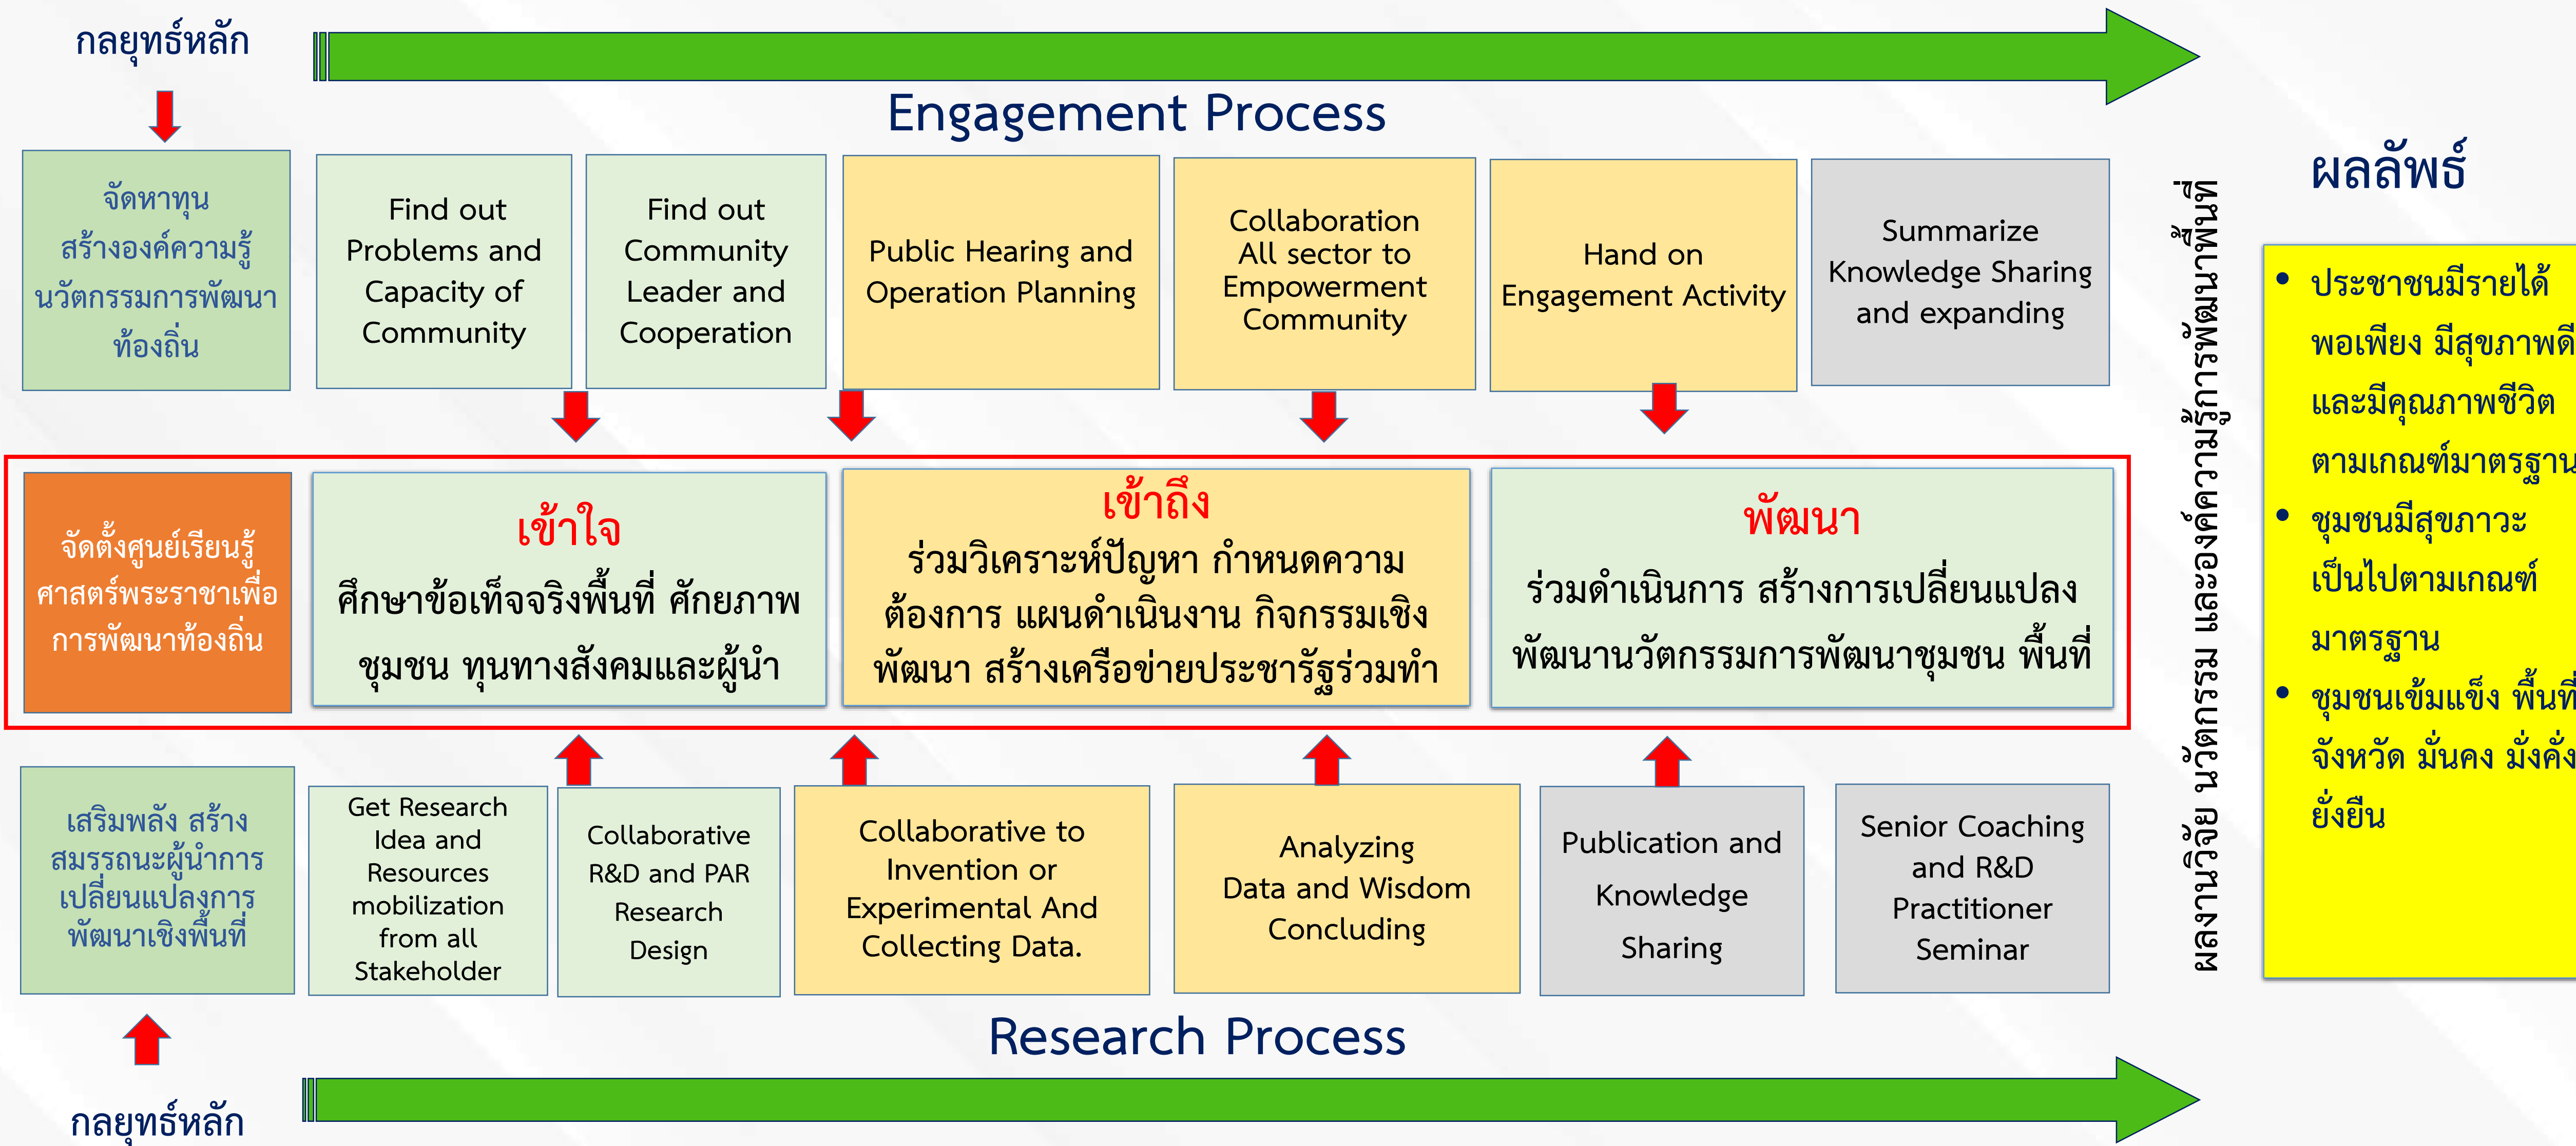 กลยุทธ์หลัก
Engagement Process
จัดหาทุน
สร้างองค์ความรู้
นวัตกรรมการพัฒนา
ท้องถิ่น
Find out
Problems and
Capacity of
Community
Find out
Community
Leader and
Cooperation
Public Hearing and
Operation Planning
Collaboration
All sector to
Empowerment
Community
Hand on
Engagement Activity
Summarize
Knowledge Sharing
and expanding
จัดตั้งศูนย์เรียนรู้
ศาสตร์พระราชาเพื่อ
การพัฒนาท้องถิ่น
เข้าใจ
ศึกษาข้อเท็จจริงพื้นที่ ศักยภาพ
ชุมชน ทุนทางสังคมและผู้นำ
เข้าถึง
ร่วมวิเคราะห์ปัญหา กำหนดความ
ต้องการ แผนดำเนินงาน กิจกรรมเชิง
พัฒนา สร้างเครือข่ายประชารัฐร่วมทำ
พัฒนา
ร่วมดำเนินการ สร้างการเปลี่ยนแปลง
พัฒนานวัตกรรมการพัฒนาชุมชน พื้นที่
เสริมพลัง สร้าง
สมรรถนะผู้นำการ
เปลี่ยนแปลงการ
พัฒนาเชิงพื้นที่
Get Research
Idea and
Resources
mobilization
from all
Stakeholder
Collaborative
R&D and PAR
Research
Design
Collaborative to
Invention or
Experimental And
Collecting Data.
Analyzing
Data and Wisdom
Concluding
Publication and
Knowledge
Sharing
Senior Coaching
and R&D
Practitioner
Seminar
Research Process
กลยุทธ์หลัก
ผลงานวิจัย นวัตกรรม และองค์ความรู้การพัฒนาพื้นที่
ผลลัพธ์
• ประชาชนมีรายได้
พอเพียง มีสุขภาพดี
และมีคุณภาพชีวิต
ตามเกณฑ์มาตรฐาน
• ชุมชนมีสุขภาวะ
เป็นไปตามเกณฑ์
มาตรฐาน
• ชุมชนเข้มแข็ง พื้นที่
จังหวัด มั่นคง มั่งคั่ง
ยั่งยืน